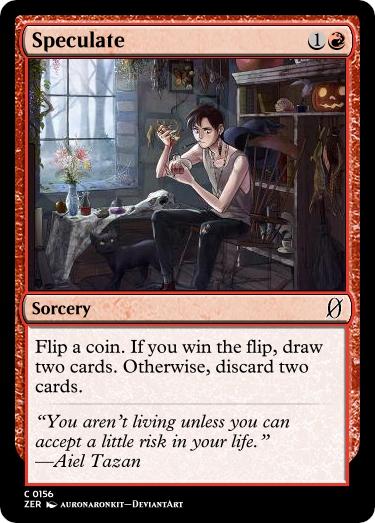 Speculate 1
Sorcery
Flip a coin. If you win the flip, draw
two cards. Otherwise, discard two
cards.
“You aren’t living unless you can
accept a little risk in your life.”
—Aiel Tazan
C 0156
ZER AURONARONKIT—DEVIANTART